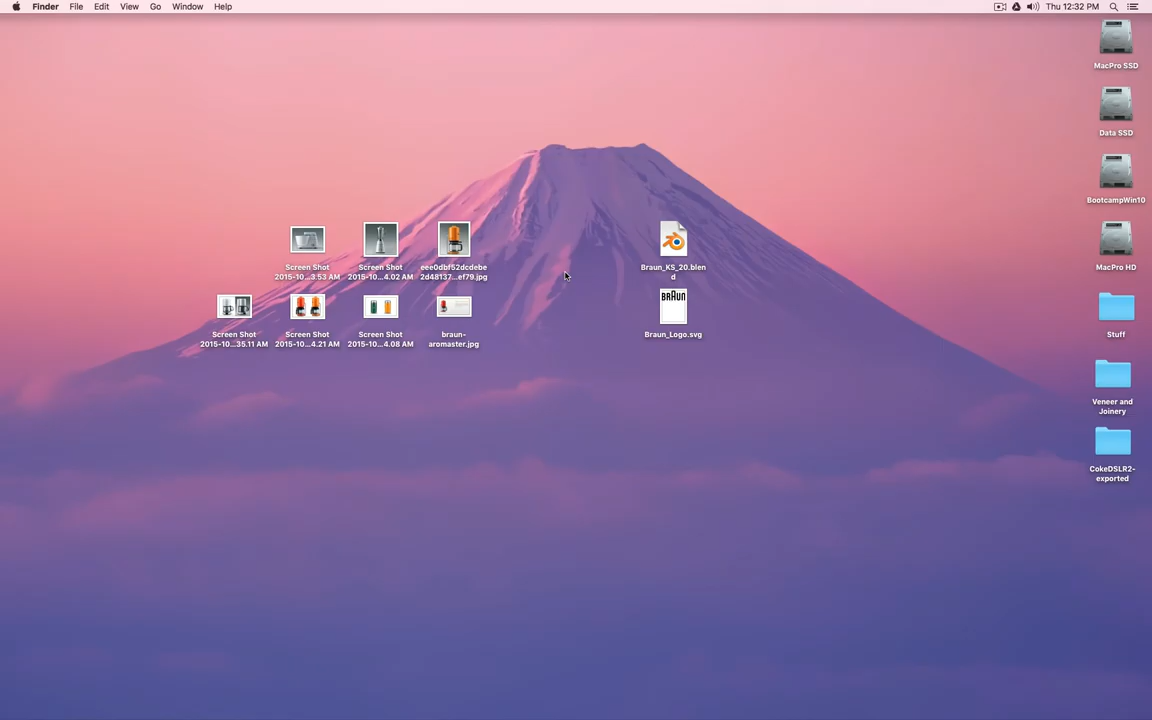 Finder File Edit View Go Window Help Thu 12:32 PM
MacPro SSD
Data SSD
BootcampWin10
MacPro HD
Stuff
Veneer and
Joinery
CokeDSLR2-
exported
Screen Shot
2015-10...3.53 AM
Screen Shot
2015-10...4.02 AM
eee0dbf52dcdebe
2d48137...ef79.jpg
Braun_KS_20.blen
d
Screen Shot
2015-10...35.11 AM
Screen Shot
2015-10...4.21 AM
Screen Shot
2015-10...4.08 AM
braun-
aromaster.jpg
BRAUN
Braun_Logo.svg